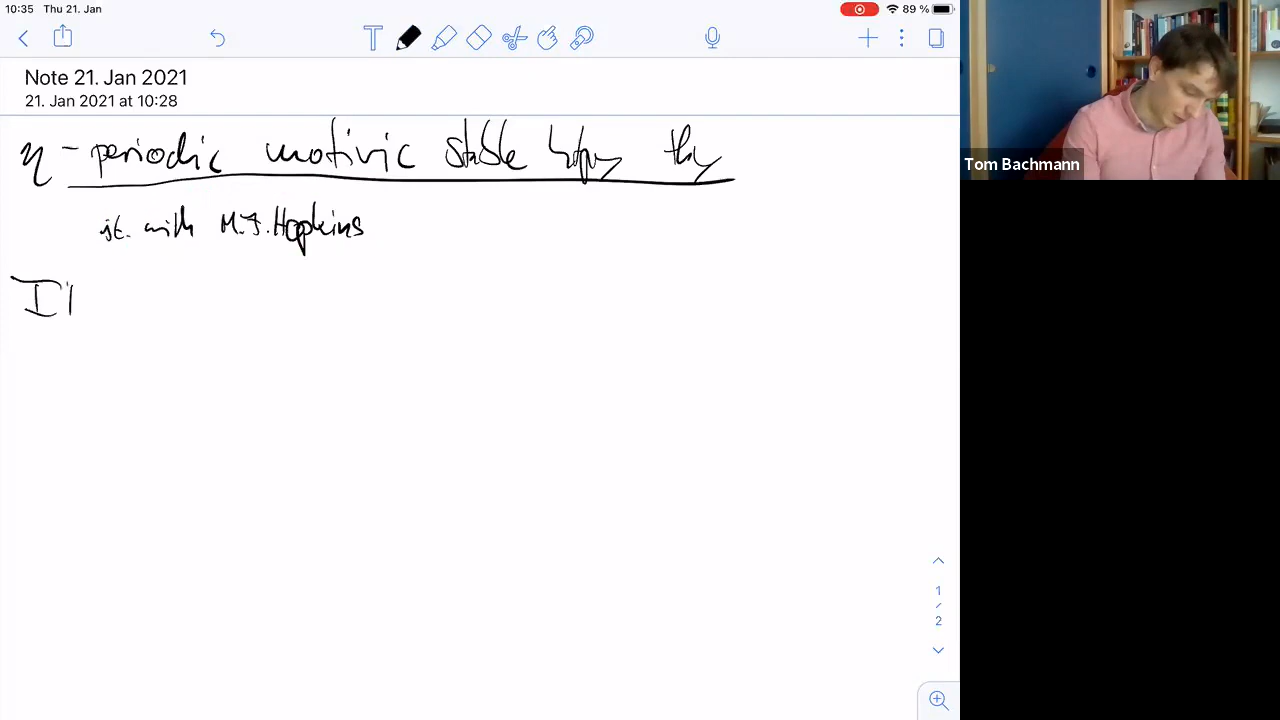 10:35 Thu 21. Jan 89 %
Note 21. Jan 2021
21. Jan 2021 at 10:28
η-periodic motivic stable htpy thy
jt. with M.J. Hopkins
Tom Bachmann
1
2